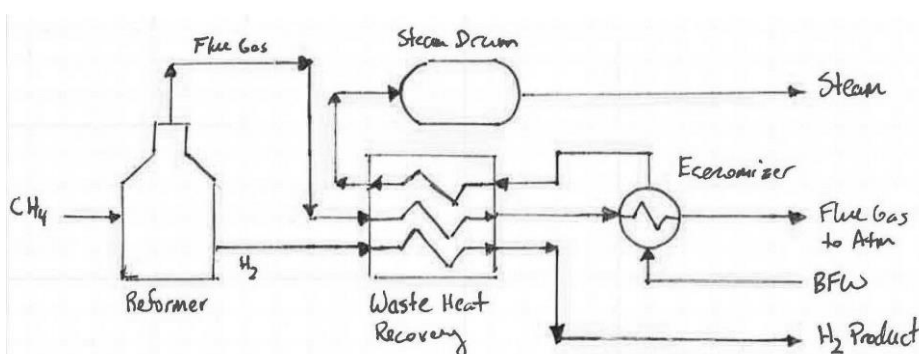 Flue Gas
Steam Drum
Steam
Economizer
CH4
Flue Gas
to Atm
H2
BFW
Reformer
Waste Heat
Recovery
H2 Product